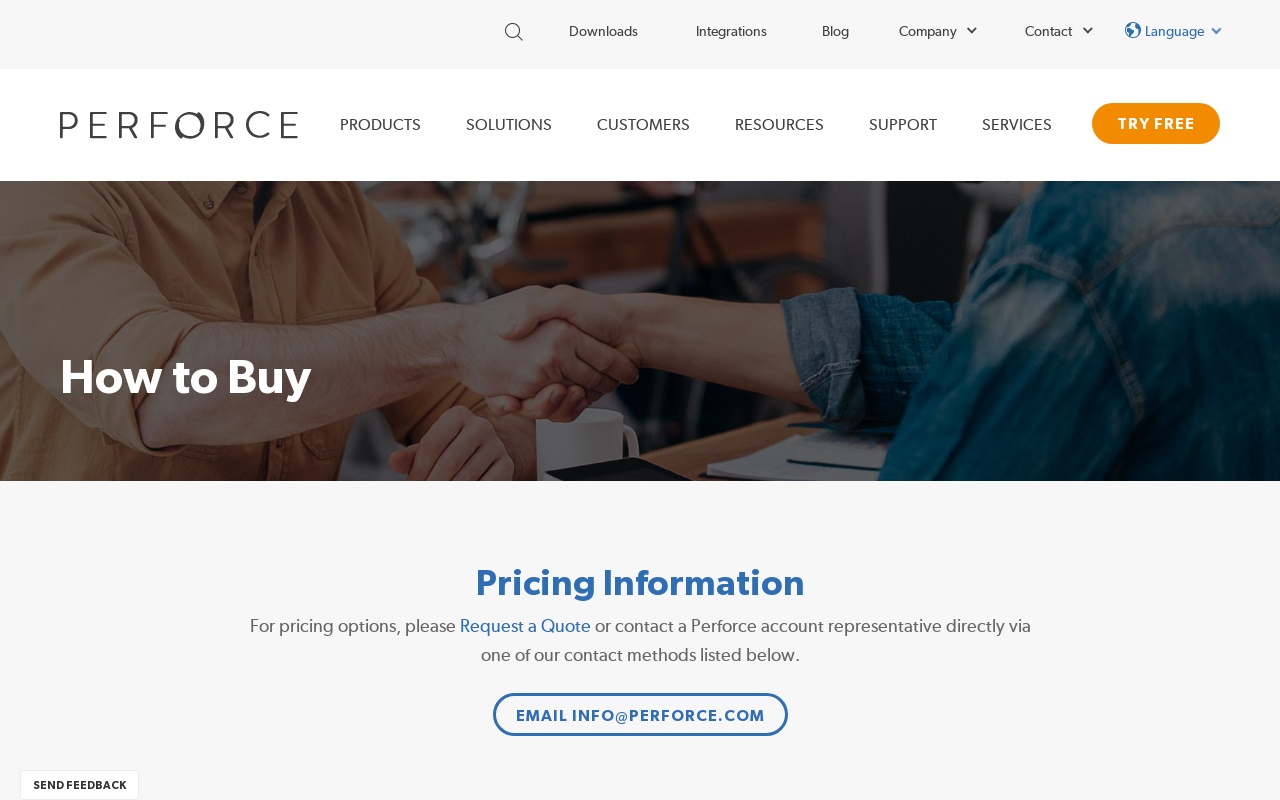 Downloads Integrations Blog Company Contact Language
PERFORCE PRODUCTS SOLUTIONS CUSTOMERS RESOURCES SUPPORT SERVICES TRY FREE
How to Buy
Pricing Information
For pricing options, please Request a Quote or contact a Perforce account representative directly via
one of our contact methods listed below.
EMAIL INFO@PERFORCE.COM
SEND FEEDBACK